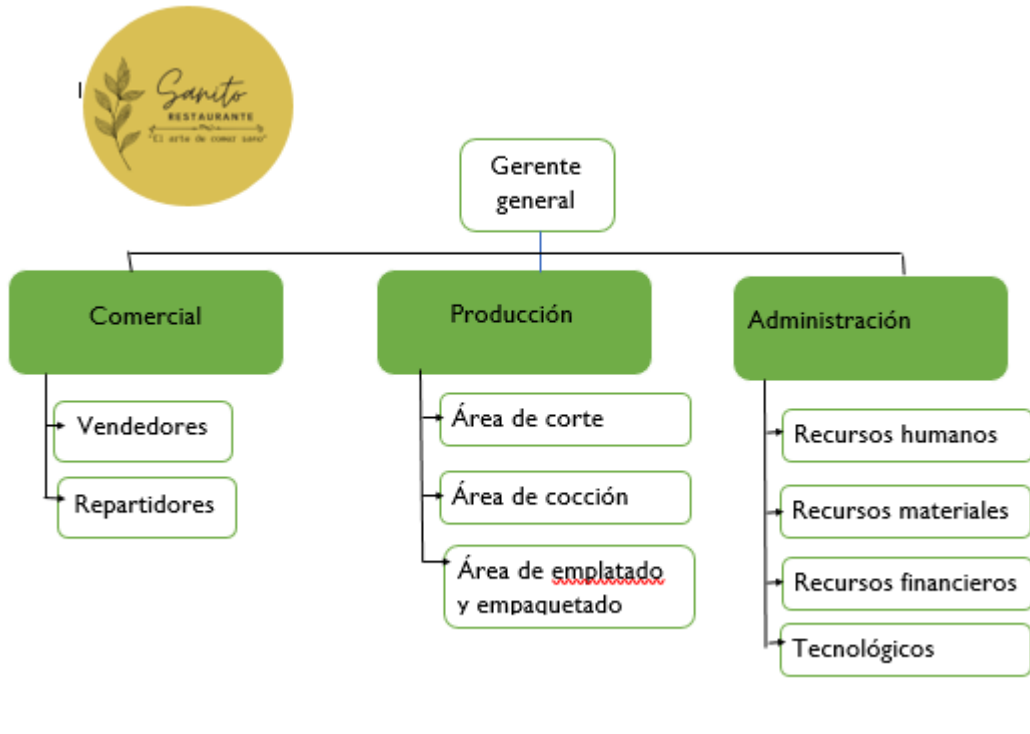 Sanito
RESTAURANTE
"El arte de comer sano"
Gerente
general
Comercial
Vendedores
Repartidores
Producción
Área de corte
Área de cocción
Área de emplatado
y empaquetado
Administración
Recursos humanos
Recursos materiales
Recursos financieros
Tecnológicos